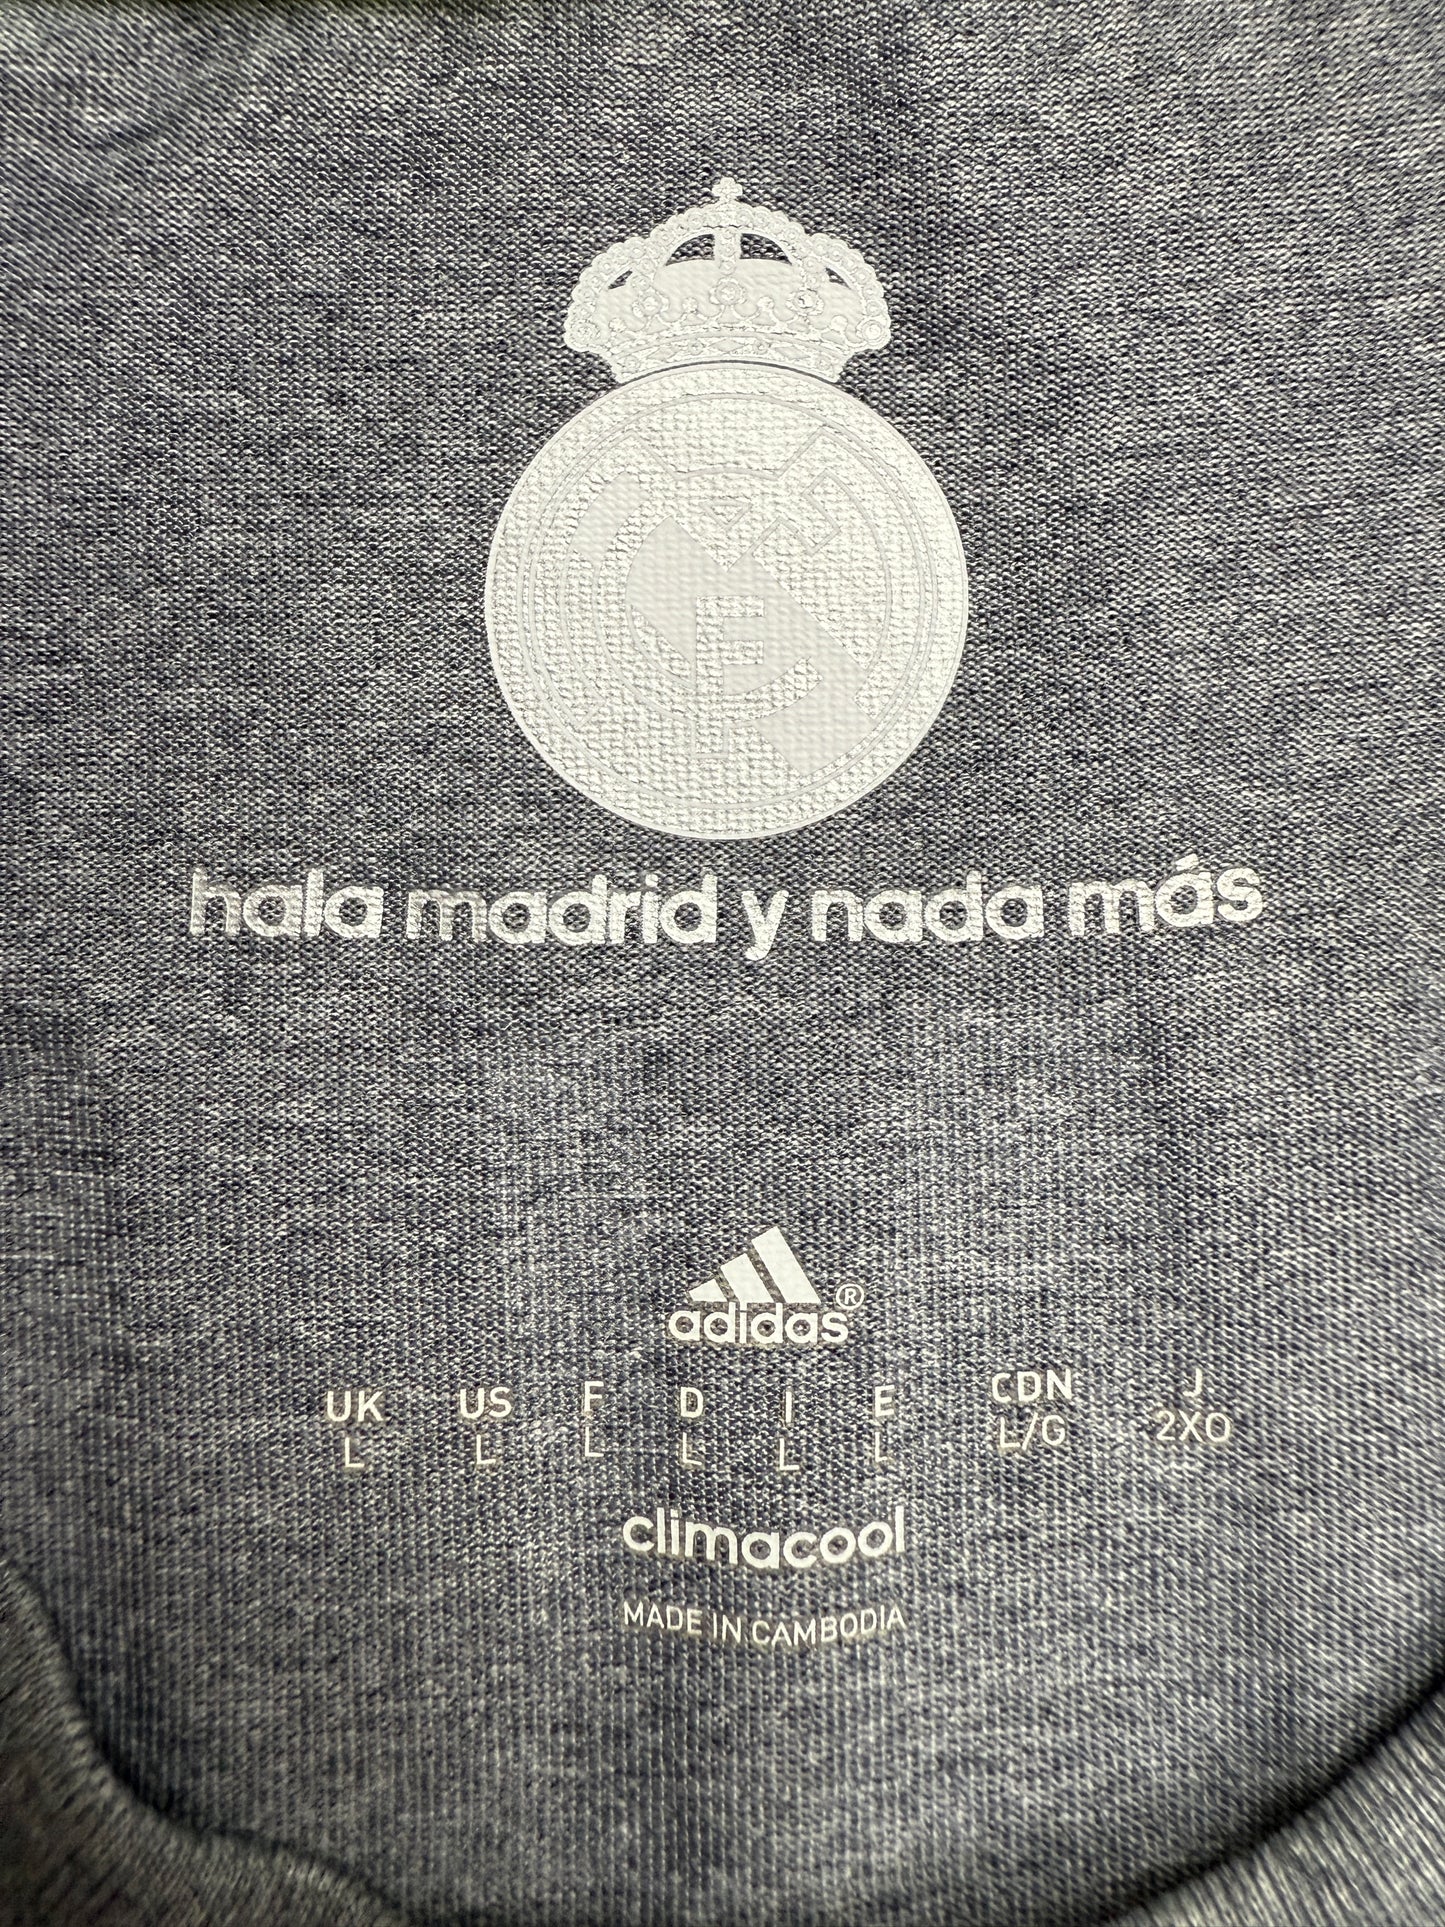 hala madrid y nada más
adidas®
UK US F D I E CDN J
L L L L L L L/G 2XO
climacool
MADE IN CAMBODIA